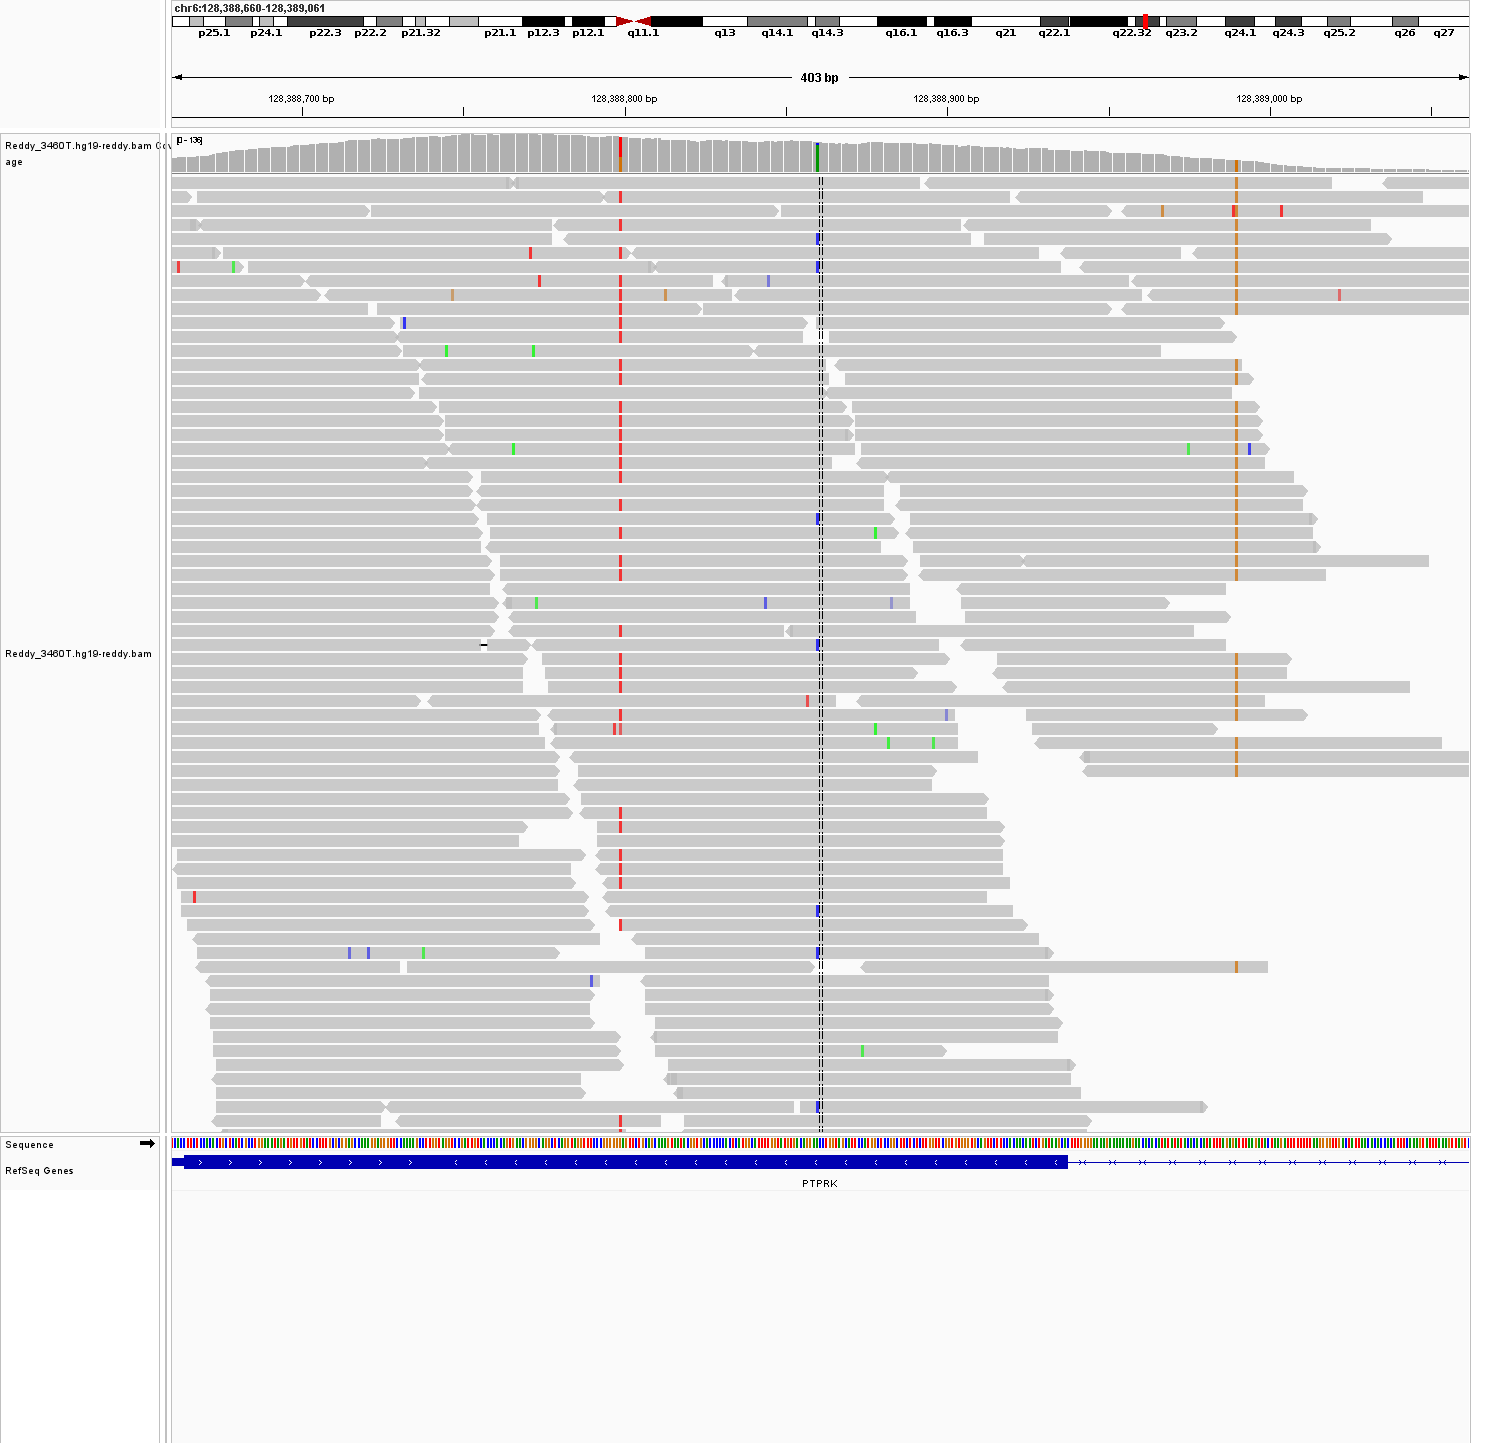 chr6:128,388,660-128,389,061
p25.1 p24.1 p22.3 p22.2 p21.32 p21.1 p12.3 p12.1 q11.1 q13 q14.1 q14.3 q16.1 q16.3 q21 q22.1 q22.32 q23.2 q24.1 q24.3 q25.2 q26 q27
403 bp
128,388,700 bp 128,388,800 bp 128,388,900 bp 128,389,000 bp
[0 - 136]
Reddy_3460T.hg19-reddy.bam Cov
age
Reddy_3460T.hg19-reddy.bam
Sequence
RefSeq Genes
PTPRK